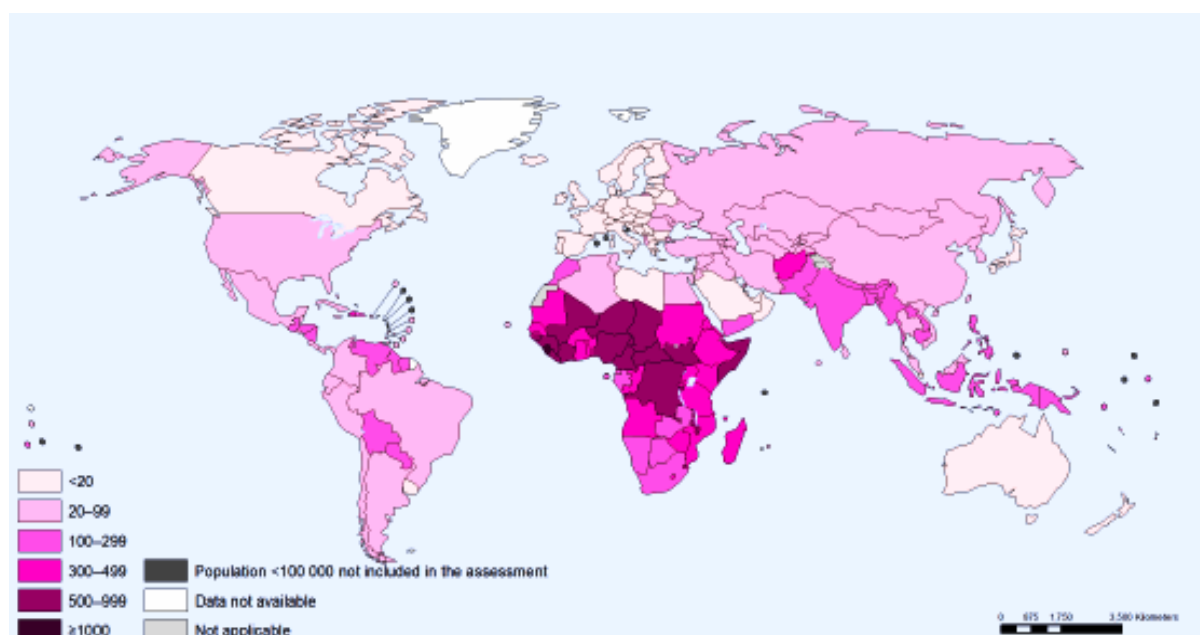 <20
20–99
100–299
300–499
500–999
≥1000
Population <100 000 not included in the assessment
Data not available
Not applicable
0 875 1,750 3,500 Kilometers